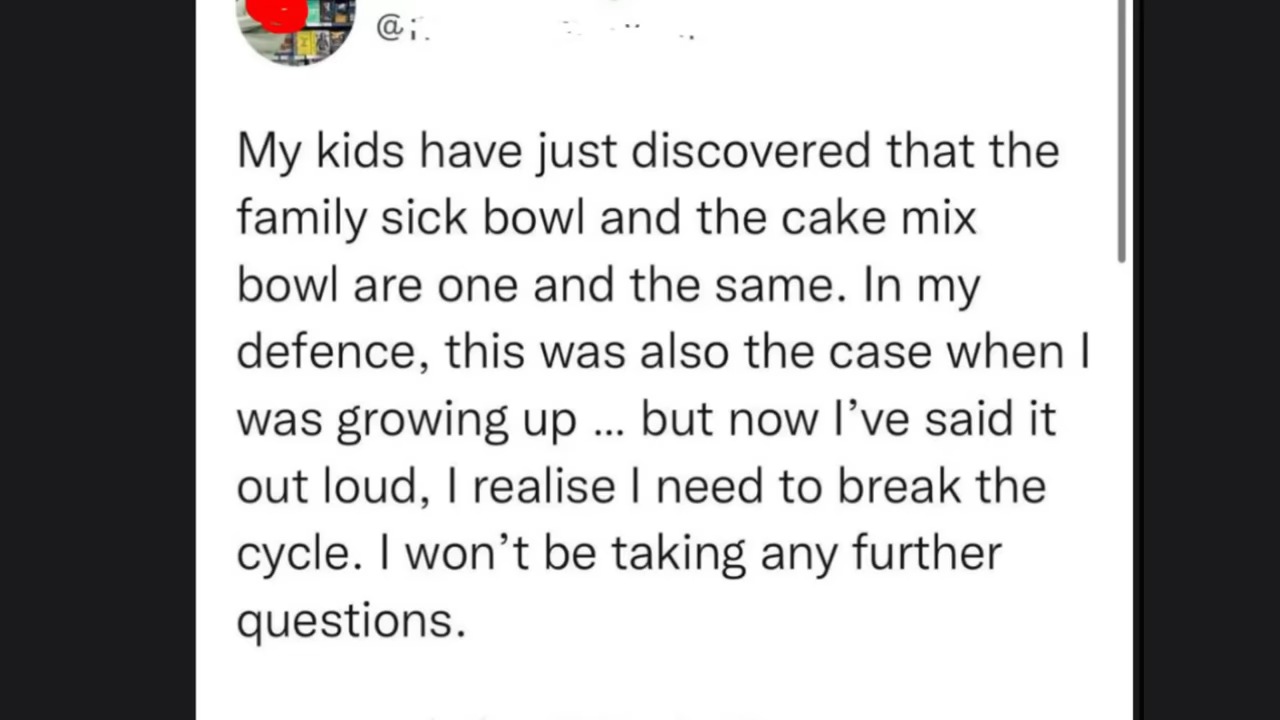 My kids have just discovered that the
family sick bowl and the cake mix
bowl are one and the same. In my
defence, this was also the case when I
was growing up ... but now I’ve said it
out loud, I realise I need to break the
cycle. I won’t be taking any further
questions.